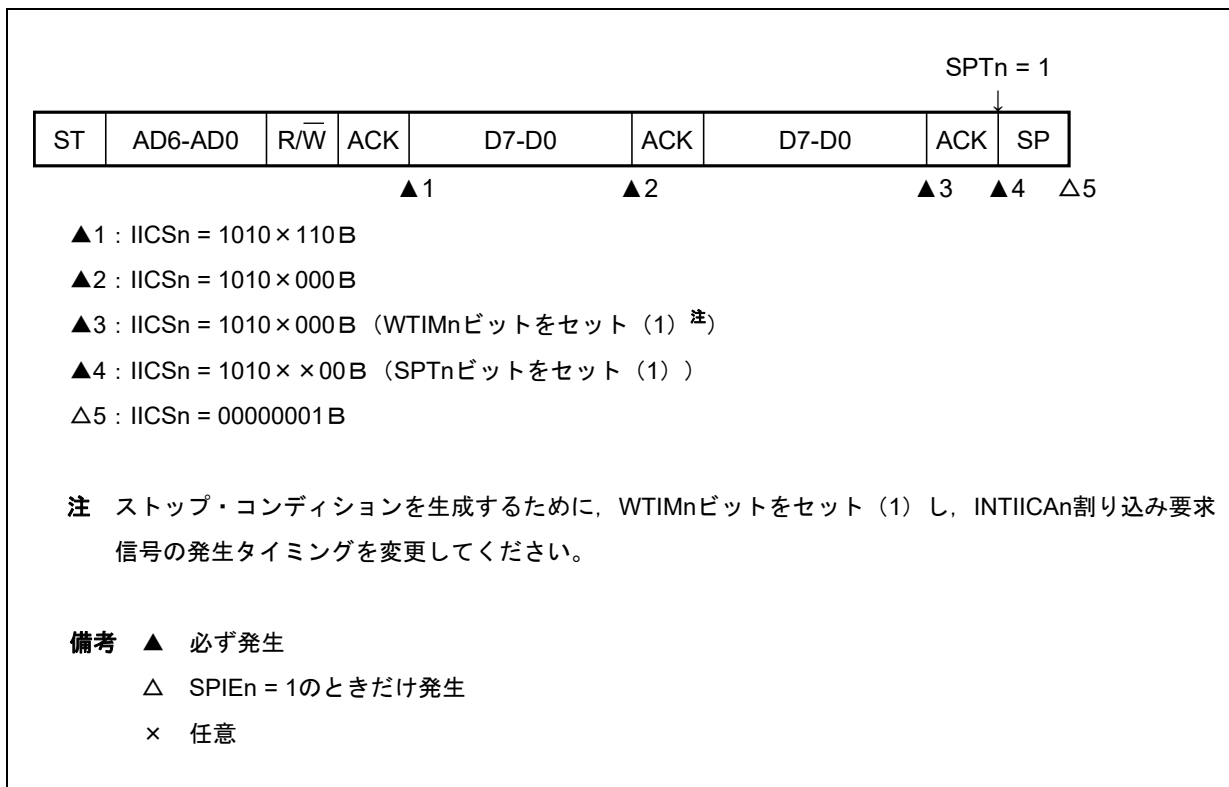 SPTn = 1
↓
ST AD6-AD0 R/W̅ ACK D7-D0 ACK D7-D0 ACK SP
▲1 ▲2 ▲3 ▲4 △5
▲1：IICSn = 1010×110B
▲2：IICSn = 1010×000B
▲3：IICSn = 1010×000B（WTIMnビットをセット（1）注）
▲4：IICSn = 1010××00B（SPTnビットをセット（1））
△5：IICSn = 00000001B
注 ストップ・コンディションを生成するために，WTIMnビットをセット（1）し，INTIICAn割り込み要求
信号の発生タイミングを変更してください。
備考 ▲ 必ず発生
△ SPIEn = 1のときだけ発生
× 任意